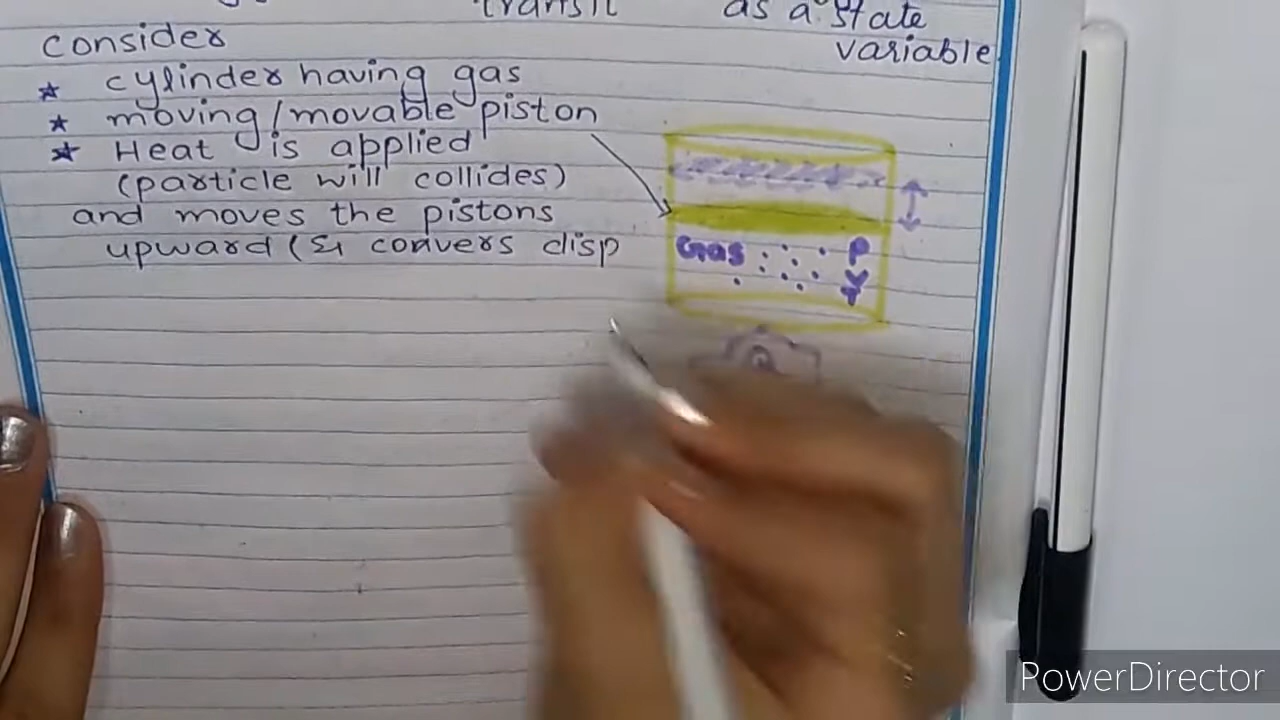 transit as a state
variable
consider
★ cylinder having gas
★ moving/movable piston
★ Heat is applied
(particle will collides)
and moves the pistons
upward (& convers disp
Gas P
V
T
Q
PowerDirector